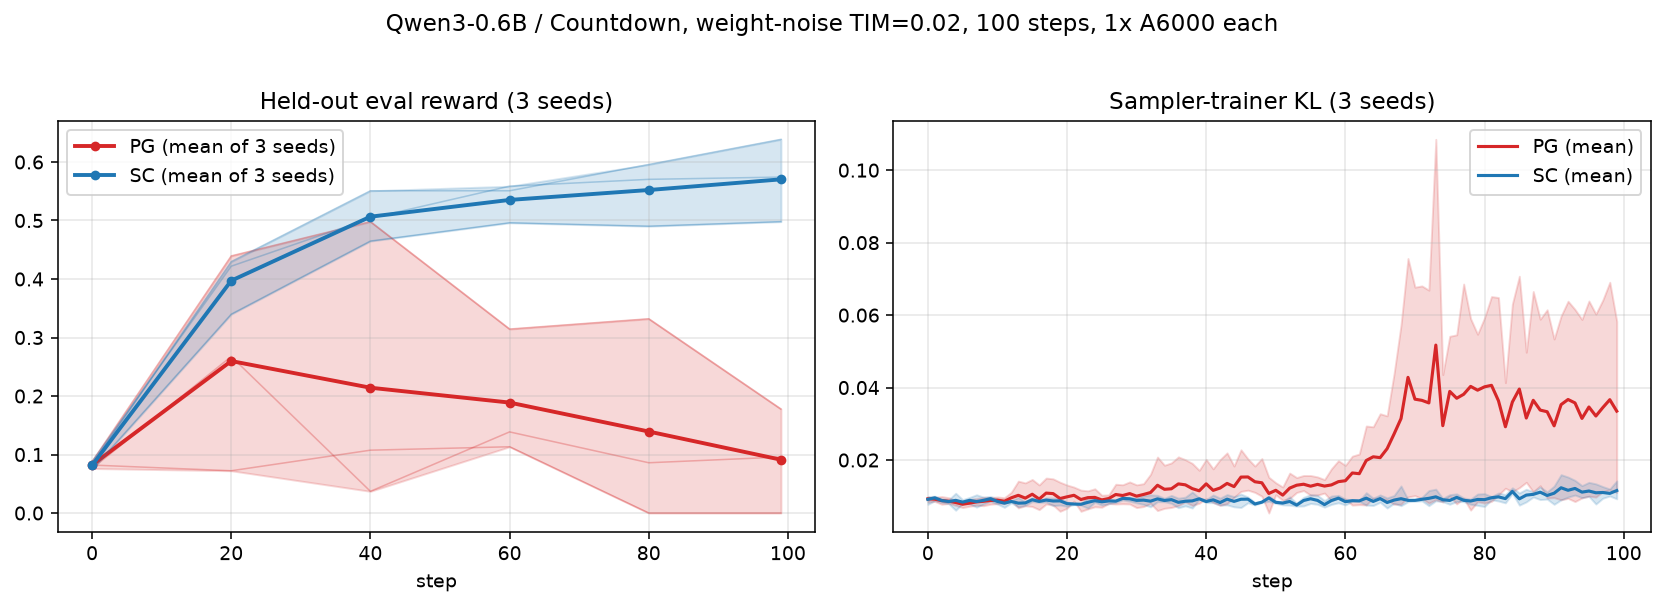 Qwen3-0.6B / Countdown, weight-noise TIM=0.02, 100 steps, 1x A6000 each
Held-out eval reward (3 seeds)
PG (mean of 3 seeds)
SC (mean of 3 seeds)
0.6
0.5
0.4
0.3
0.2
0.1
0.0
0 20 40 60 80 100
step
Sampler-trainer KL (3 seeds)
PG (mean)
SC (mean)
0.10
0.08
0.06
0.04
0.02
0 20 40 60 80 100
step